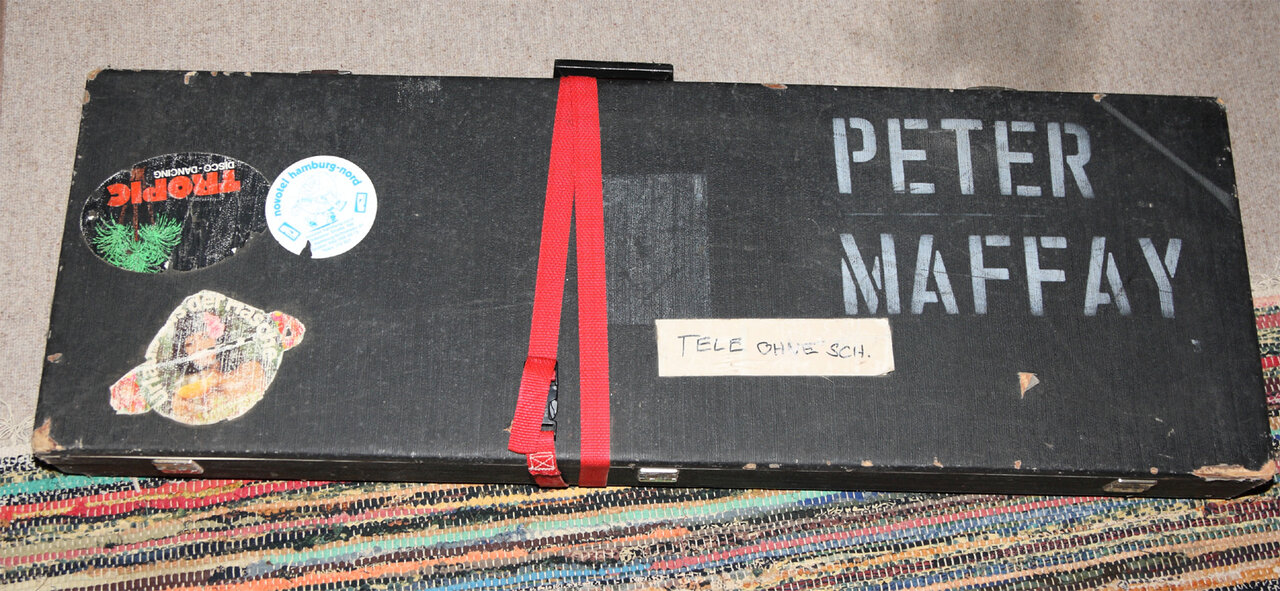 PETER
MAFFAY
TELE OHNE SCH.
TROPIC
DISCO - DANCING
novotel hamburg-nord